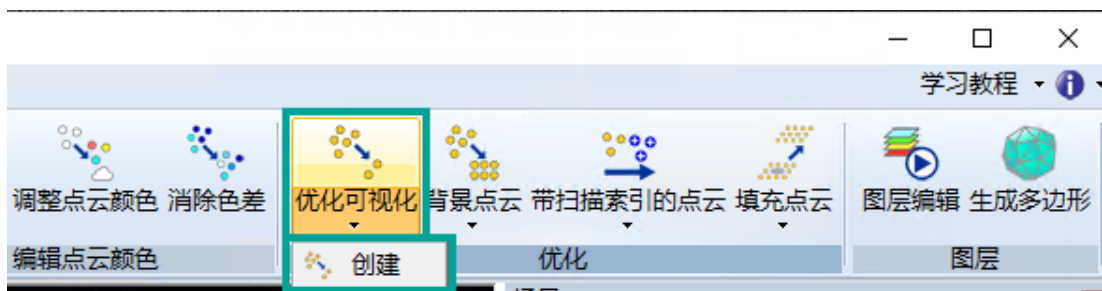 学习教程
调整点云颜色 消除色差 优化可视化 背景点云 带扫描索引的点云 填充点云 图层编辑 生成多边形
编辑点云颜色 优化 图层
创建